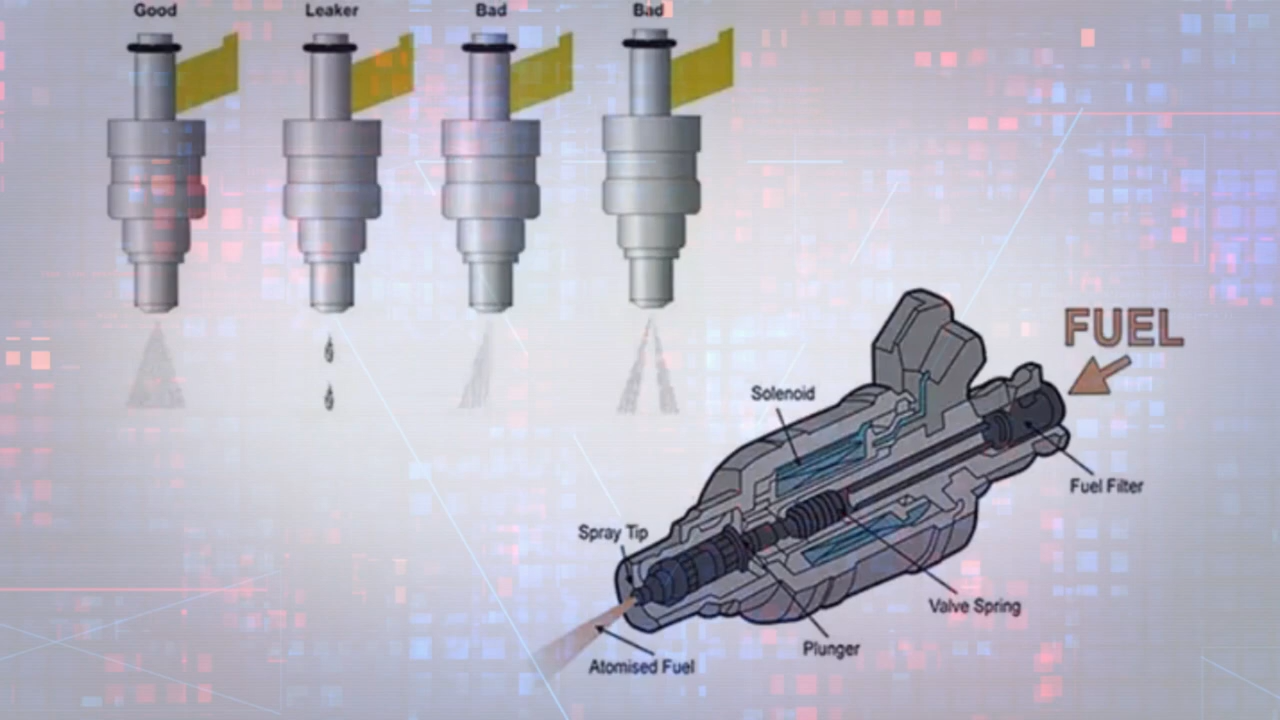 Good
Leaker
Bad
Bad
FUEL
Solenoid
Fuel Filter
Spray Tip
Valve Spring
Plunger
Atomised Fuel